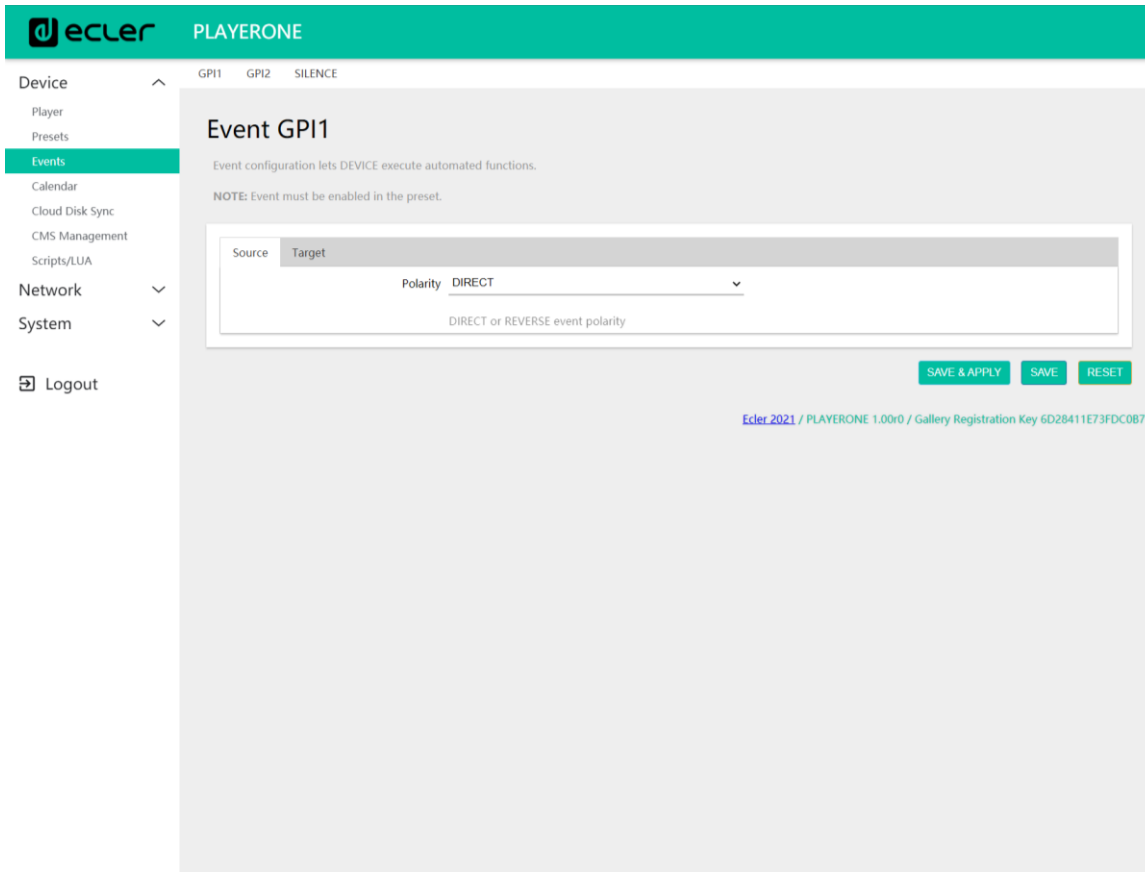 ecler
PLAYERONE
Device
Player
Presets
Events
Calendar
Cloud Disk Sync
CMS Management
Scripts/LUA
Network
System
Logout
GPI1 GPI2 SILENCE
Event GPI1
Event configuration lets DEVICE execute automated functions.
NOTE: Event must be enabled in the preset.
Source Target
Polarity DIRECT
DIRECT or REVERSE event polarity
SAVE & APPLY SAVE RESET
Ecler 2021 / PLAYERONE 1.00r0 / Gallery Registration Key 6D28411E73FDC0B7